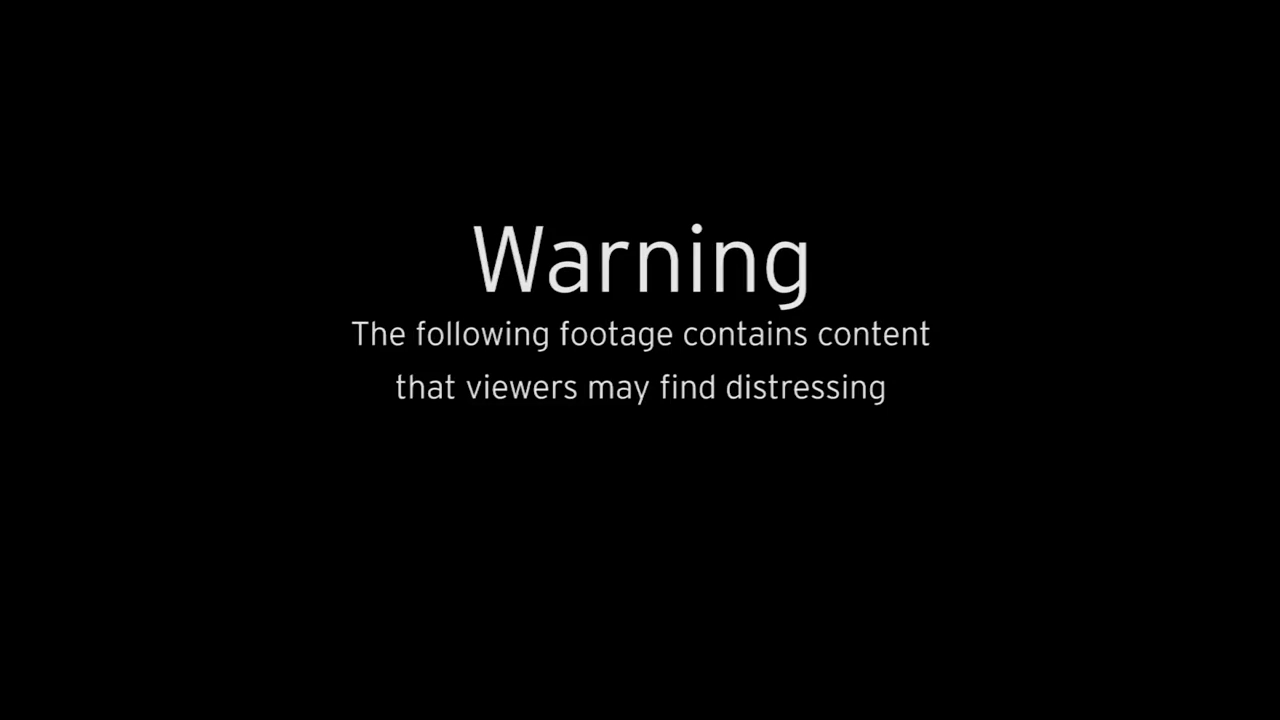 Warning
The following footage contains content
that viewers may find distressing